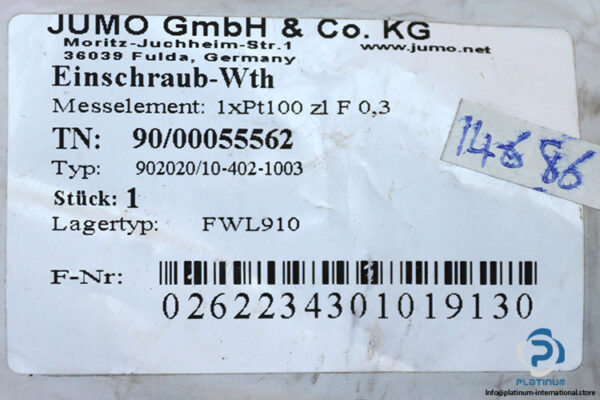 JUMO GmbH & Co. KG
Moritz-Juchheim-Str.1 www.jumo.net
36039 Fulda, Germany
Einschraub-Wth
Messelement: 1xPt100 zl F 0,3
TN: 90/00055562
Typ: 902020/10-402-1003
Stück: 1
Lagertyp: FWL910
F-Nr:
0262234301019130
PLATINUM
info@platinum-international.store